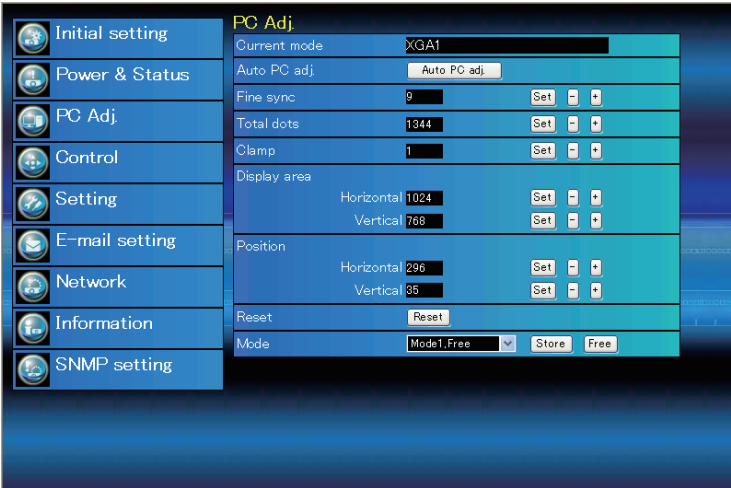 Initial setting
Power & Status
PC Adj.
Control
Setting
E-mail setting
Network
Information
SNMP setting
PC Adj.
Current mode XGA1
Auto PC adj. Auto PC adj.
Fine sync 9 Set - +
Total dots 1344 Set - +
Clamp 1 Set - +
Display area
Horizontal 1024 Set - +
Vertical 768 Set - +
Position
Horizontal 296 Set - +
Vertical 35 Set - +
Reset Reset
Mode Mode1,Free Store Free